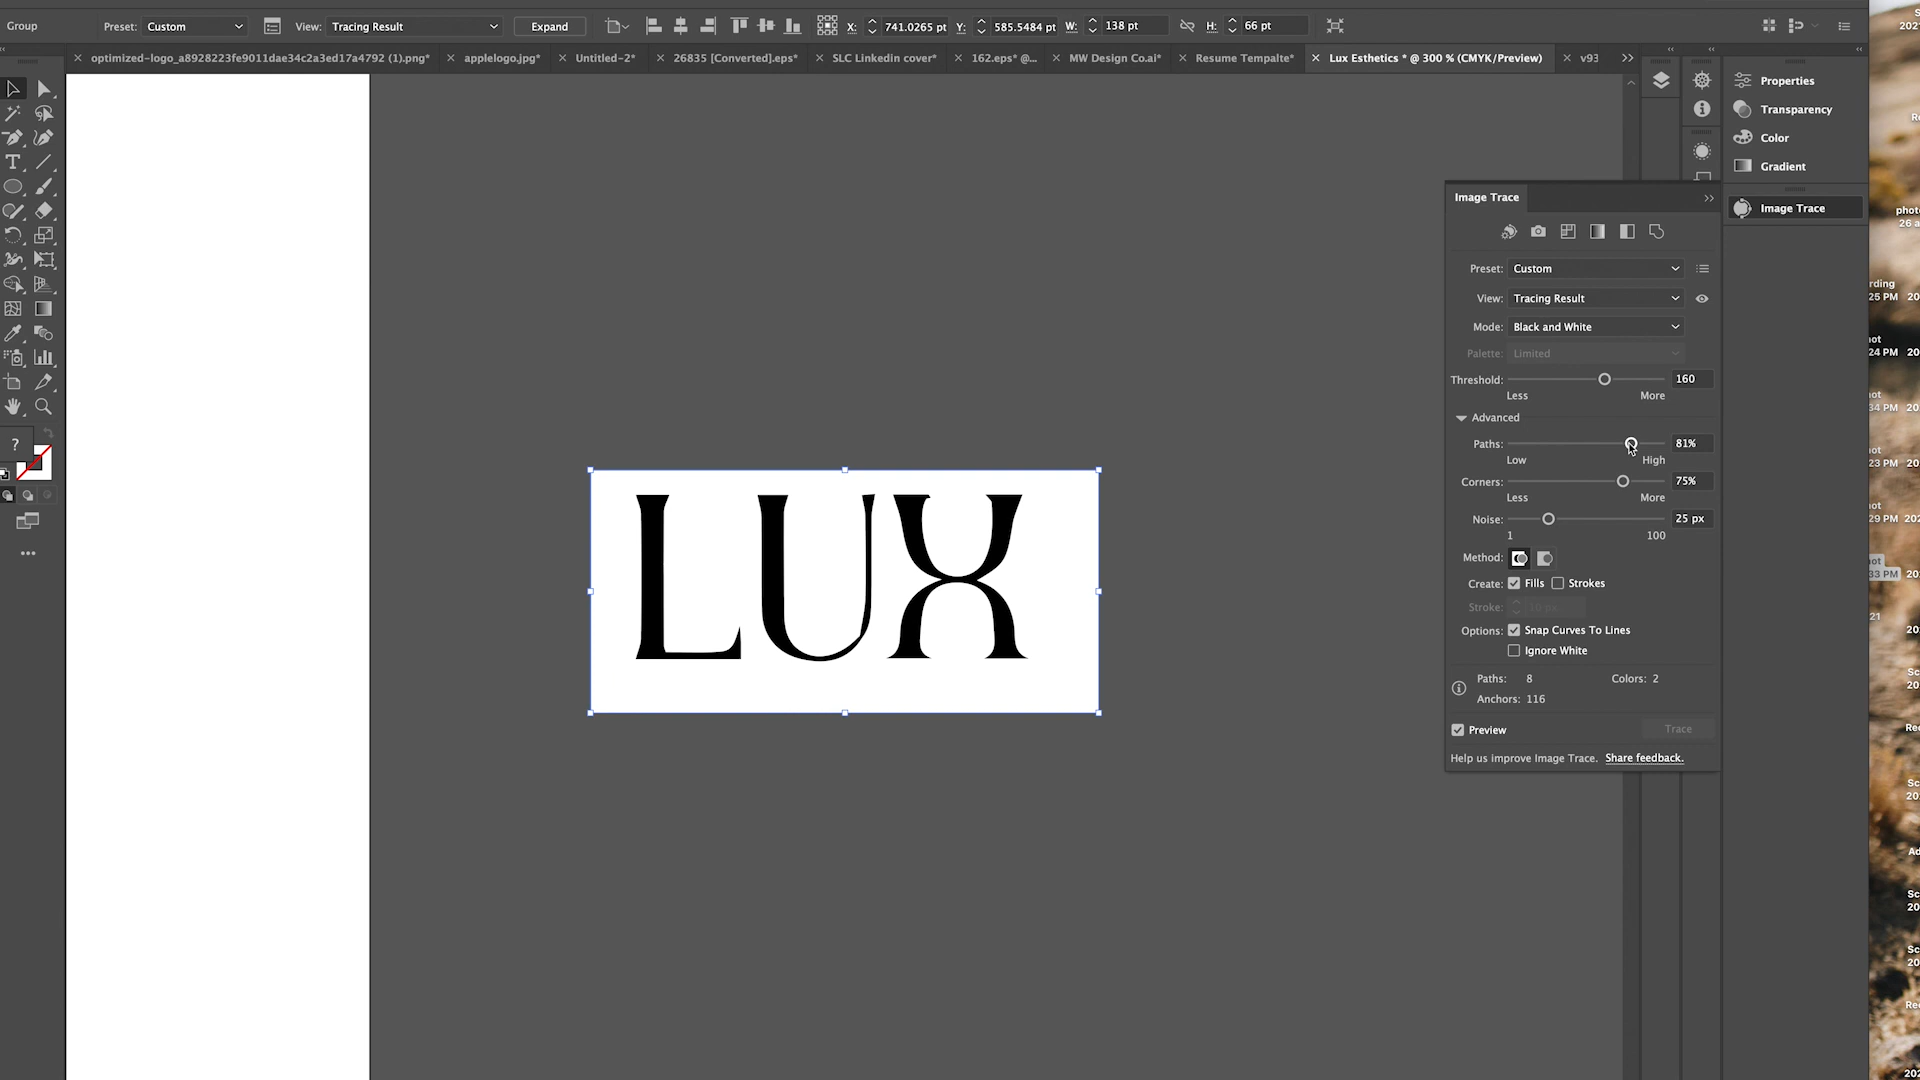 Group Preset: Custom View: Tracing Result Expand X: 741.0265 pt Y: 585.5484 pt W: 138 pt H: 66 pt
optimized-logo_a8928223fe9011dae34c2a3ed17a4792 (1).png* applelogo.jpg* Untitled-2* 26835 [Converted].eps* SLC Linkedin cover* 162.eps* @... MW Design Co.ai* Resume Tempalte* Lux Esthetics * @ 300 % (CMYK/Preview) v93
Properties
Transparency
Color
Gradient
Image Trace
Image Trace
Preset: Custom
View: Tracing Result
Mode: Black and White
Palette: Limited
Threshold: 160
Less More
Advanced
Paths: 81%
Low High
Corners: 75%
Less More
Noise: 25 px
1 100
Method:
Create: Fills Strokes
Stroke: 10 px
Options: Snap Curves To Lines
Ignore White
Paths: 8 Colors: 2
Anchors: 116
Preview Trace
Help us improve Image Trace. Share feedback.
LUX